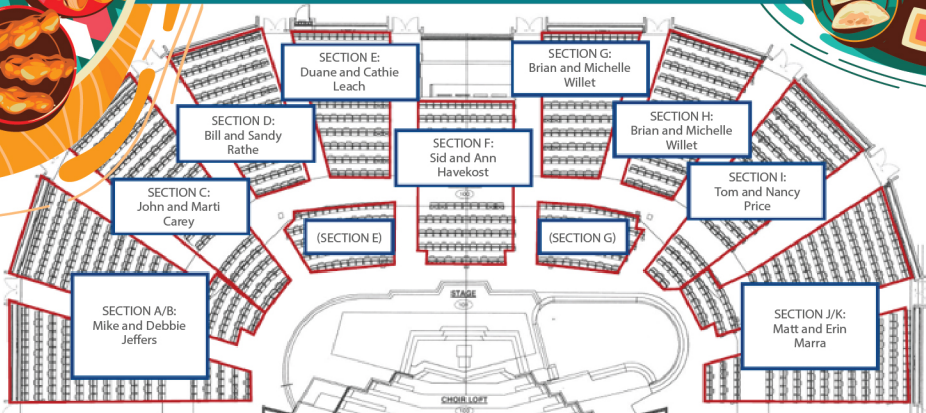 SECTION E:
Duane and Cathie
Leach
SECTION G:
Brian and Michelle
Willet
SECTION D:
Bill and Sandy
Rathe
SECTION F:
Sid and Ann
Havekost
SECTION H:
Brian and Michelle
Willet
SECTION C:
John and Marti
Carey
SECTION I:
Tom and Nancy
Price
100
(SECTION E)
(SECTION G)
SECTION A/B:
Mike and Debbie
Jeffers
STAGE
SECTION J/K:
Matt and Erin
Marra
CHOIR LOFT